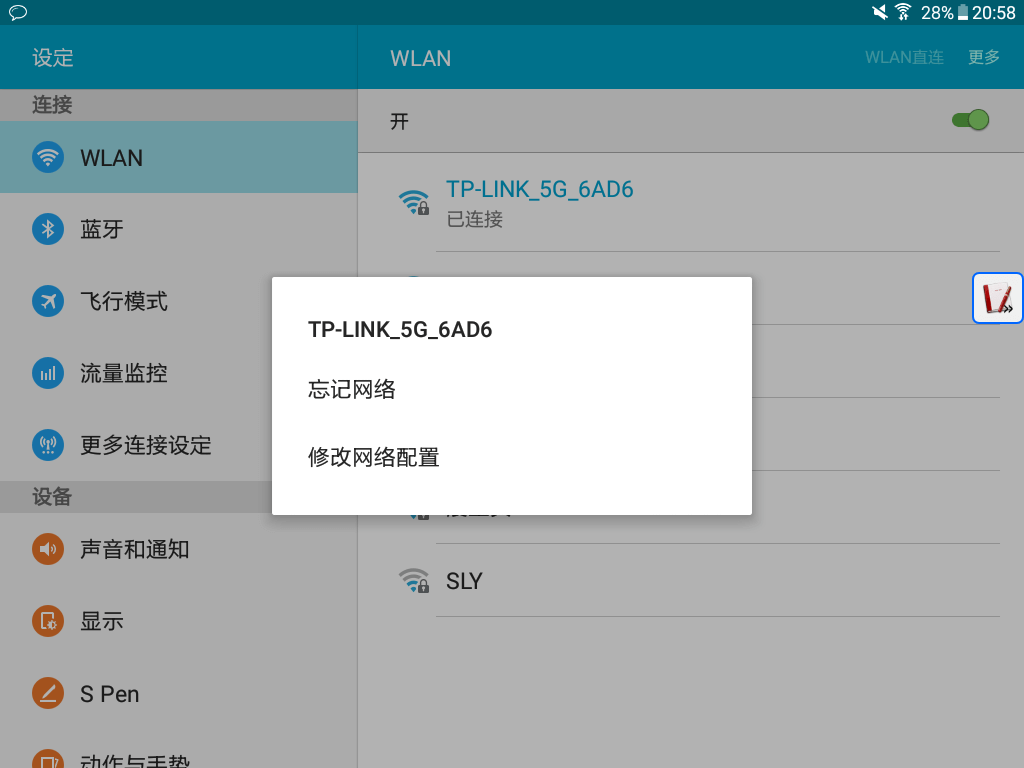 28% 20:58
设定
WLAN
WLAN直连
更多
连接
WLAN
蓝牙
飞行模式
流量监控
更多连接设定
设备
声音和通知
显示
S Pen
动作与手势
开
TP-LINK_5G_6AD6
已连接
TP-LINK_5G_6AD6
忘记网络
修改网络配置
SLY